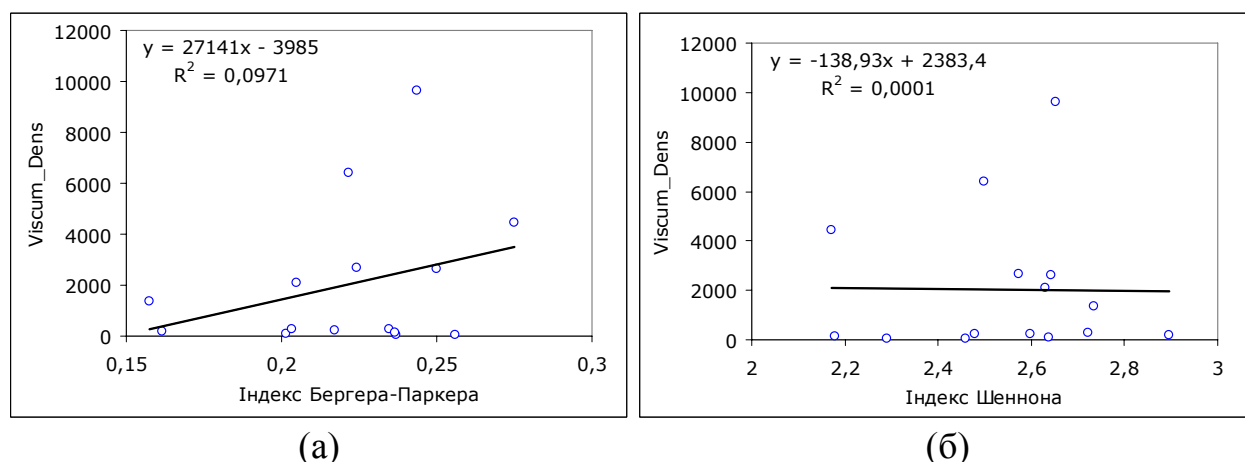 12000
10000
8000
6000
4000
2000
0
Viscum_Dens
y = 27141x - 3985
R² = 0,0971
0,15 0,2 0,25 0,3
Індекс Бергера-Паркера
(а)
12000
10000
8000
6000
4000
2000
0
Viscum_Dens
y = -138,93x + 2383,4
R² = 0,0001
2 2,2 2,4 2,6 2,8 3
Індекс Шеннона
(б)